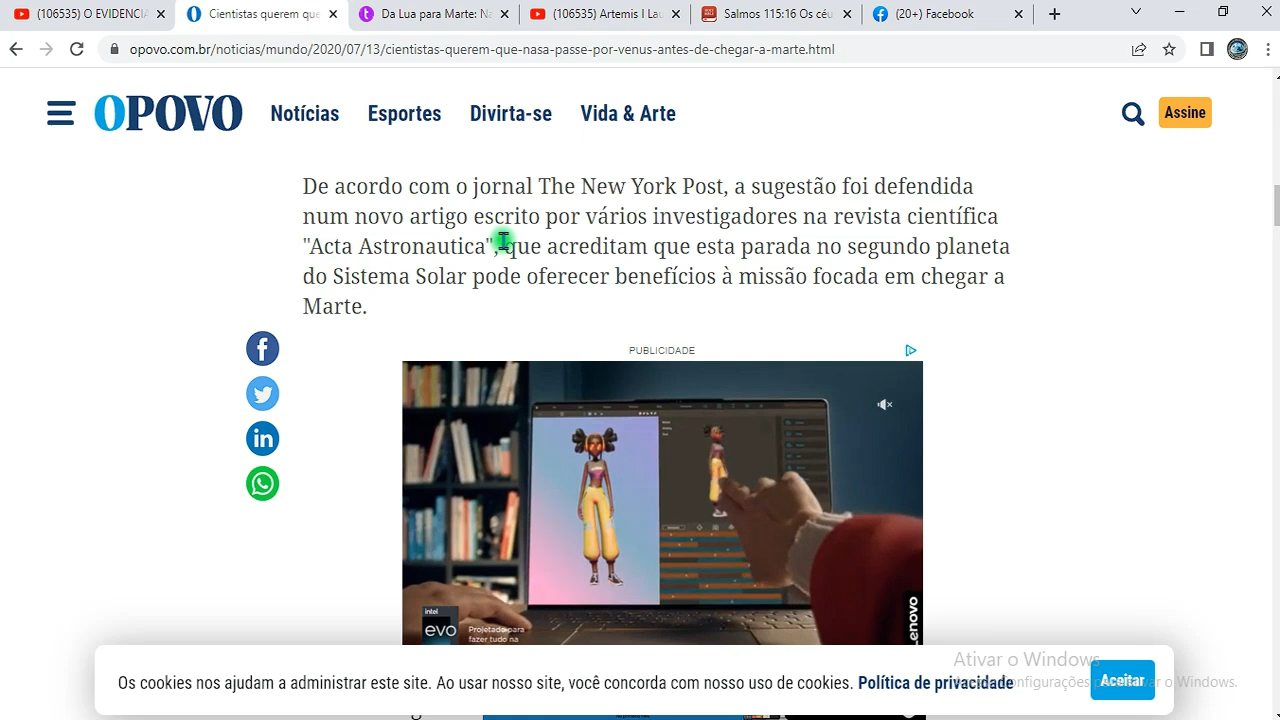 (106535) O EVIDENCIA
Cientistas querem que
Da Lua para Marte: Na
(106535) Artemis I Lau
Salmos 115:16 Os céu
(20+) Facebook
opovo.com.br/noticias/mundo/2020/07/13/cientistas-querem-que-nasa-passe-por-venus-antes-de-chegar-a-marte.html
OPOVO
Notícias
Esportes
Divirta-se
Vida & Arte
Assine
De acordo com o jornal The New York Post, a sugestão foi defendida
num novo artigo escrito por vários investigadores na revista científica
"Acta Astronautica", que acreditam que esta parada no segundo planeta
do Sistema Solar pode oferecer benefícios à missão focada em chegar a
Marte.
PUBLICIDADE
intel
evo
Projetado para
fazer tudo na
Lenovo
Ativar o Windows
Os cookies nos ajudam a administrar este site. Ao usar nosso site, você concorda com nosso uso de cookies. Política de privacidade
Aceitar